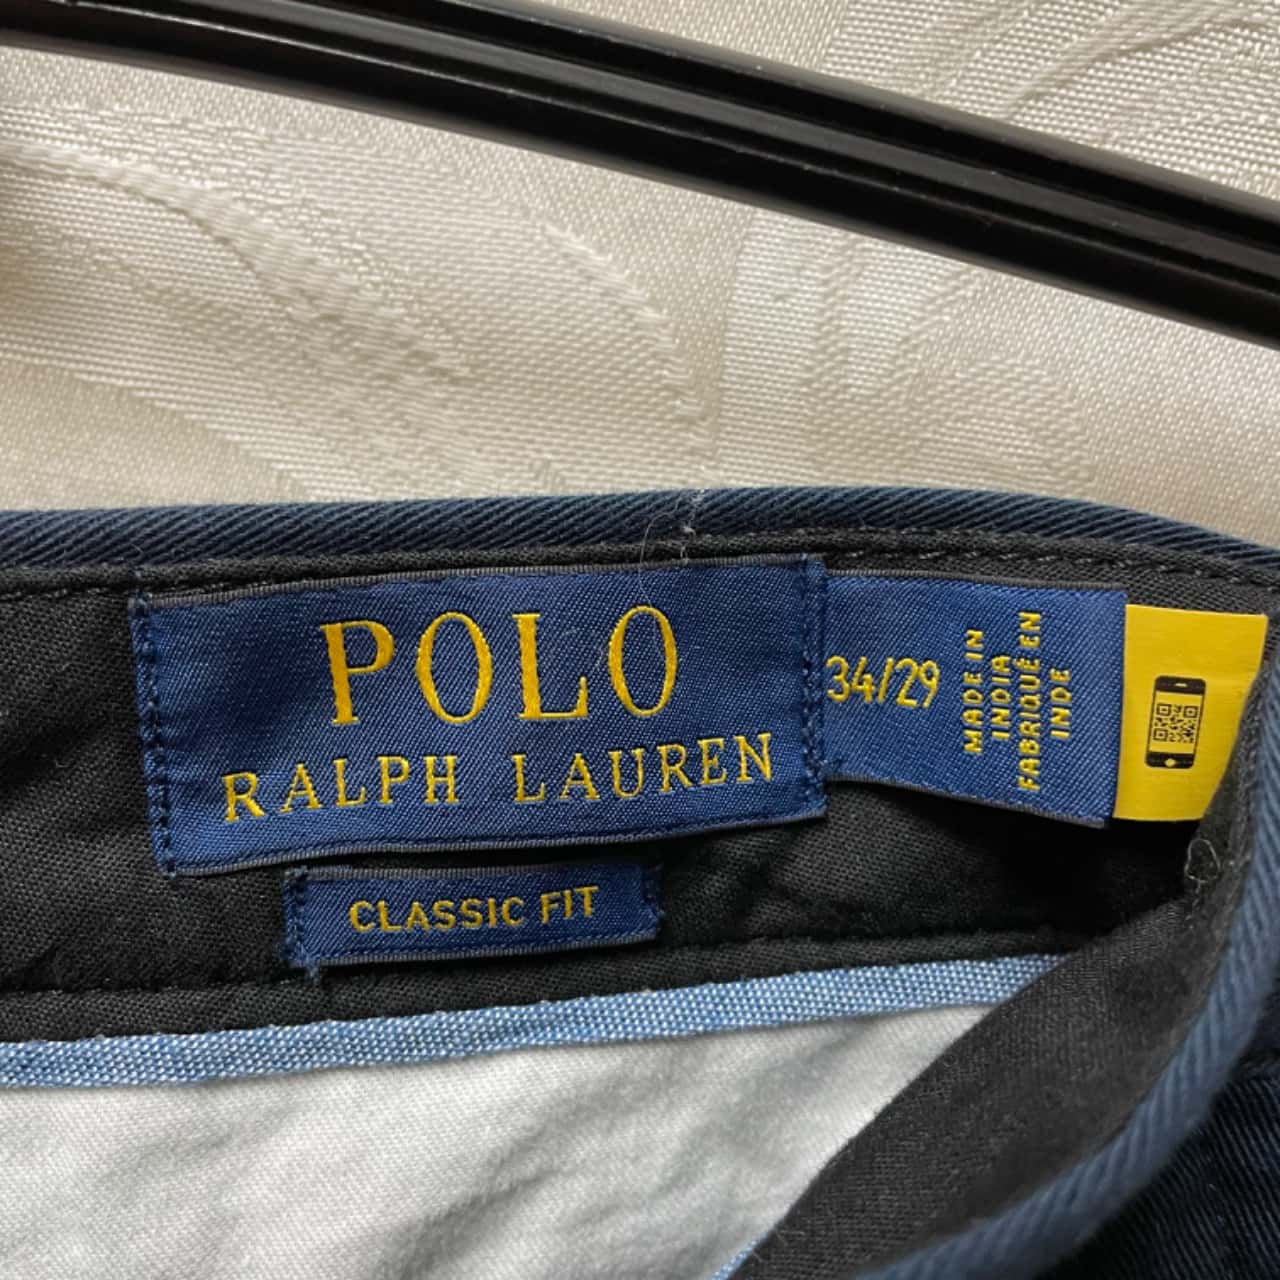 POLO
RALPH LAUREN
CLASSIC FIT
34/29
MADE IN
INDIA
FABRIQUÉ EN
INDE